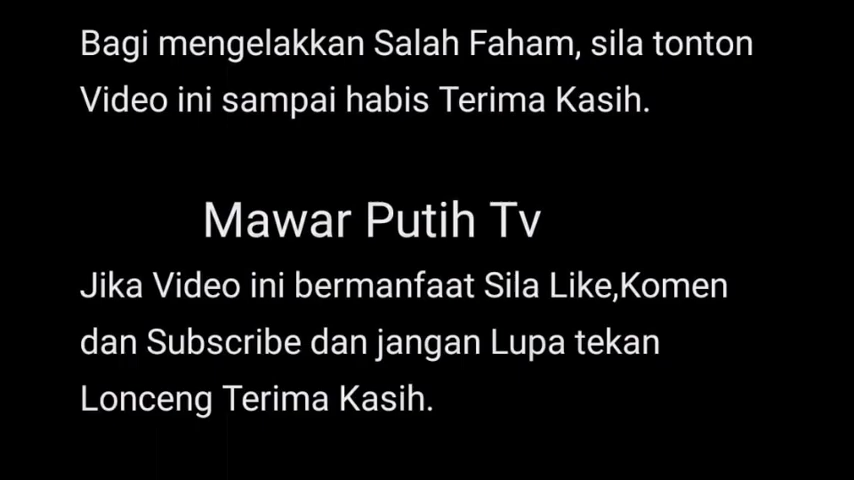 Bagi mengelakkan Salah Faham, sila tonton
Video ini sampai habis Terima Kasih.
Mawar Putih Tv
Jika Video ini bermanfaat Sila Like,Komen
dan Subscribe dan jangan Lupa tekan
Lonceng Terima Kasih.